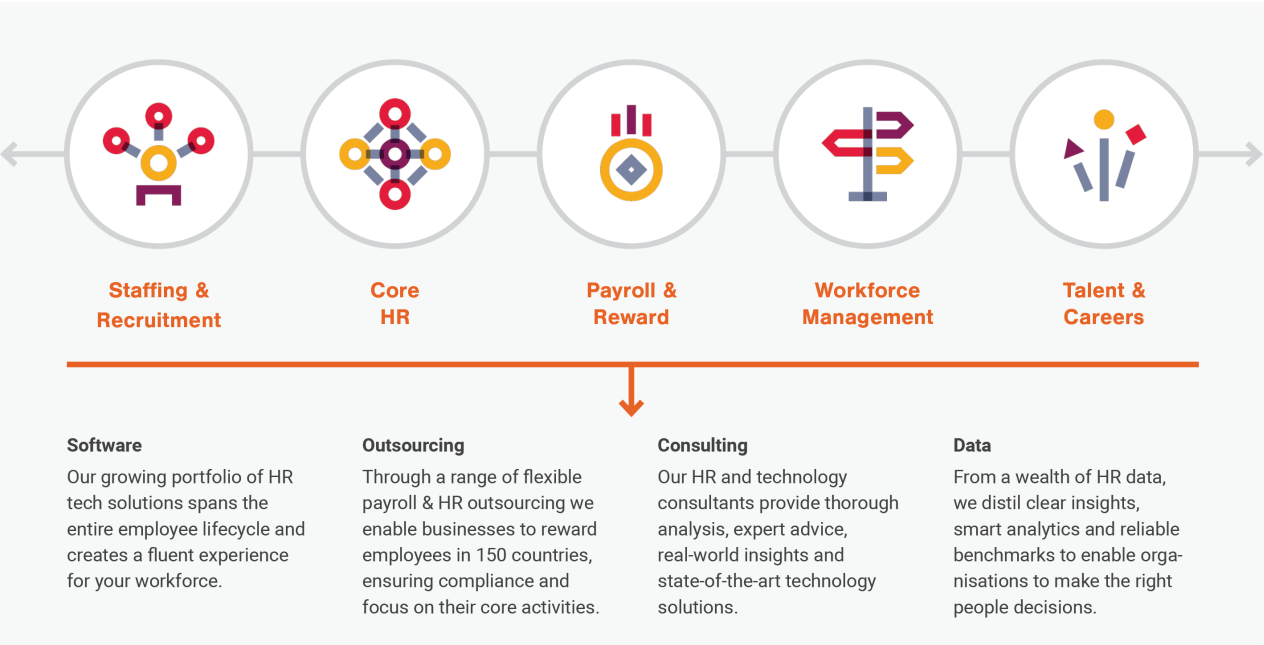 Staffing &
Recruitment
Core
HR
Payroll &
Reward
Workforce
Management
Talent &
Careers
Software
Our growing portfolio of HR
tech solutions spans the
entire employee lifecycle and
creates a fluent experience
for your workforce.
Outsourcing
Through a range of flexible
payroll & HR outsourcing we
enable businesses to reward
employees in 150 countries,
ensuring compliance and
focus on their core activities.
Consulting
Our HR and technology
consultants provide thorough
analysis, expert advice,
real-world insights and
state-of-the-art technology
solutions.
Data
From a wealth of HR data,
we distil clear insights,
smart analytics and reliable
benchmarks to enable orga-
nisations to make the right
people decisions.